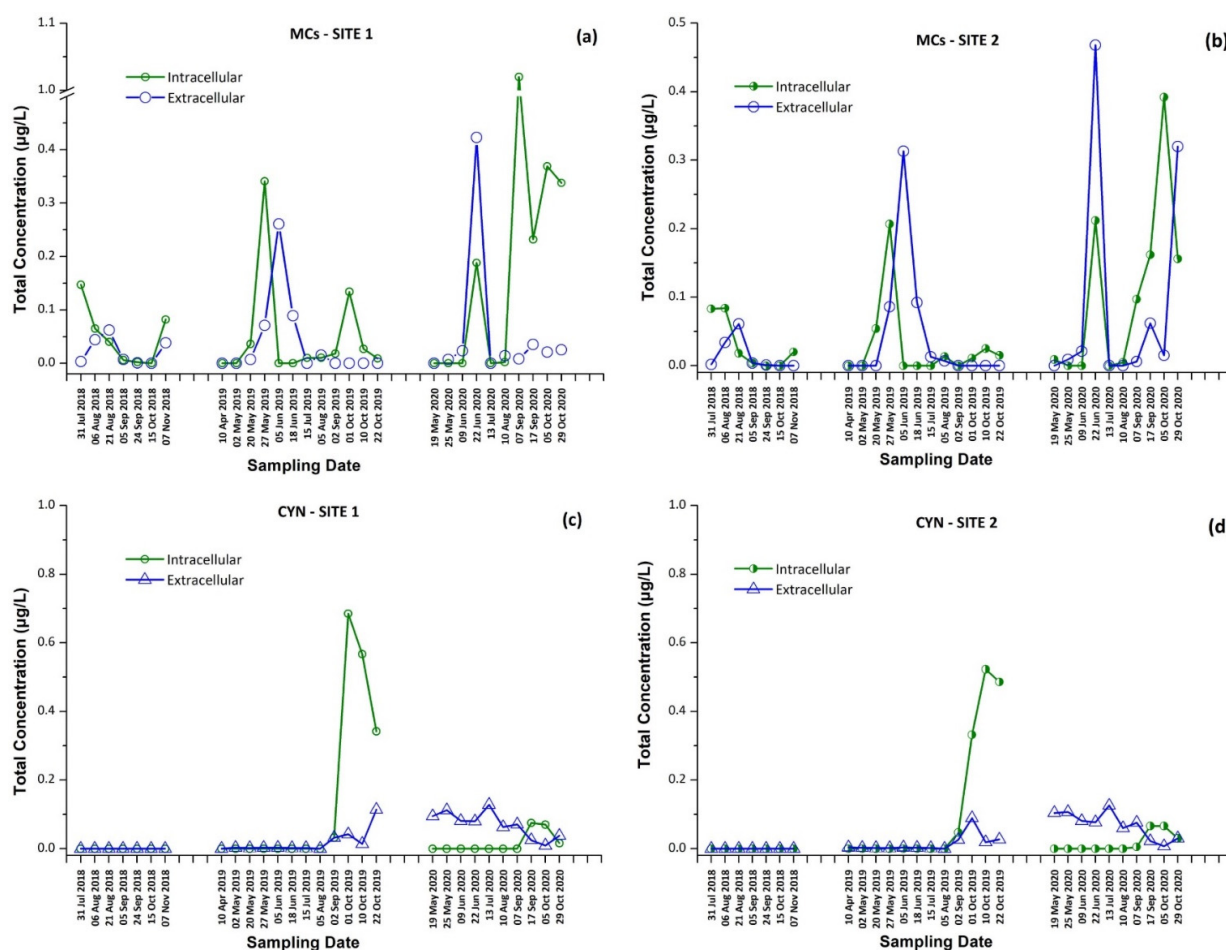 MCs - SITE 1
(a)
Intracellular
Extracellular
Total Concentration (µg/L)
1.1
1.0
0.4
0.3
0.2
0.1
0.0
31 Jul 2018
06 Aug 2018
21 Aug 2018
05 Sep 2018
24 Sep 2018
15 Oct 2018
07 Nov 2018
10 Apr 2019
02 May 2019
20 May 2019
27 May 2019
05 Jun 2019
18 Jun 2019
15 Jul 2019
05 Aug 2019
02 Sep 2019
01 Oct 2019
10 Oct 2019
22 Oct 2019
19 May 2020
25 May 2020
09 Jun 2020
22 Jun 2020
13 Jul 2020
10 Aug 2020
07 Sep 2020
17 Sep 2020
05 Oct 2020
29 Oct 2020
Sampling Date
MCs - SITE 2
(b)
Intracellular
Extracellular
Total Concentration (µg/L)
0.5
0.4
0.3
0.2
0.1
0.0
31 Jul 2018
06 Aug 2018
21 Aug 2018
05 Sep 2018
24 Sep 2018
15 Oct 2018
07 Nov 2018
10 Apr 2019
02 May 2019
20 May 2019
27 May 2019
05 Jun 2019
18 Jun 2019
15 Jul 2019
05 Aug 2019
02 Sep 2019
01 Oct 2019
10 Oct 2019
22 Oct 2019
19 May 2020
25 May 2020
09 Jun 2020
22 Jun 2020
13 Jul 2020
10 Aug 2020
07 Sep 2020
17 Sep 2020
05 Oct 2020
29 Oct 2020
Sampling Date
CYN - SITE 1
(c)
Intracellular
Extracellular
Total Concentration (µg/L)
1.0
0.8
0.6
0.4
0.2
0.0
31 Jul 2018
06 Aug 2018
21 Aug 2018
05 Sep 2018
24 Sep 2018
15 Oct 2018
07 Nov 2018
10 Apr 2019
02 May 2019
20 May 2019
27 May 2019
05 Jun 2019
18 Jun 2019
15 Jul 2019
05 Aug 2019
02 Sep 2019
01 Oct 2019
10 Oct 2019
22 Oct 2019
19 May 2020
25 May 2020
09 Jun 2020
22 Jun 2020
13 Jul 2020
10 Aug 2020
07 Sep 2020
17 Sep 2020
05 Oct 2020
29 Oct 2020
Sampling Date
CYN - SITE 2
(d
Intracellular
Extracellular
Total Concentration (µg/L)
1.0
0.8
0.6
0.4
0.2
0.0
31 Jul 2018
06 Aug 2018
21 Aug 2018
05 Sep 2018
24 Sep 2018
15 Oct 2018
07 Nov 2018
10 Apr 2019
02 May 2019
20 May 2019
27 May 2019
05 Jun 2019
18 Jun 2019
15 Jul 2019
05 Aug 2019
02 Sep 2019
01 Oct 2019
10 Oct 2019
22 Oct 2019
19 May 2020
25 May 2020
09 Jun 2020
22 Jun 2020
13 Jul 2020
10 Aug 2020
07 Sep 2020
17 Sep 2020
05 Oct 2020
29 Oct 2020
Sampling Date